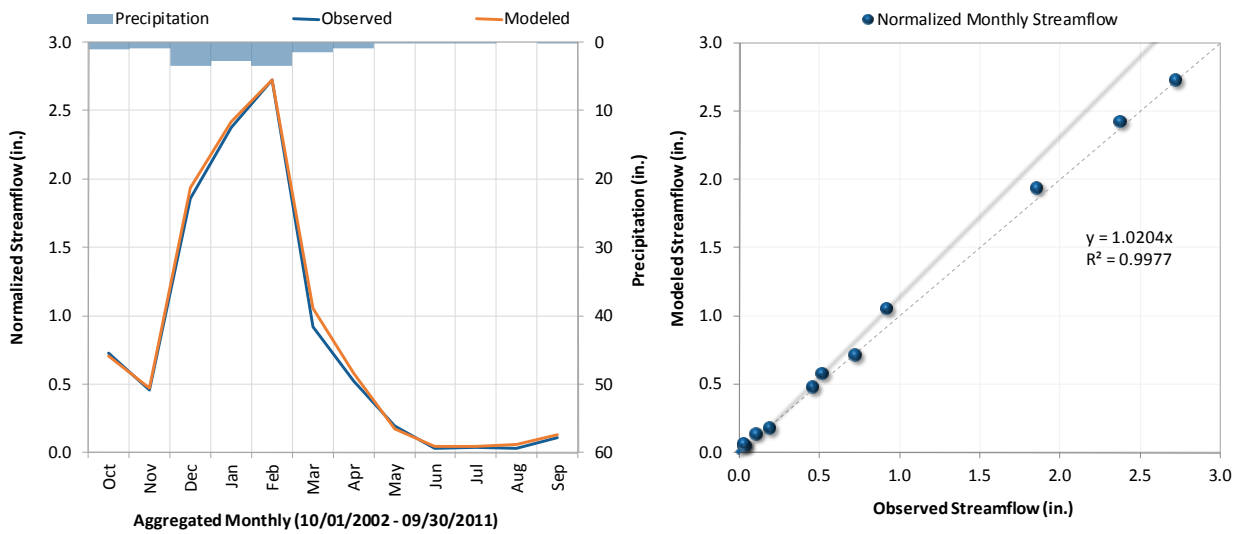 Precipitation Observed Modeled
3.0
2.5
2.0
1.5
1.0
0.5
0.0
Normalized Streamflow (in.)
0
10
20
30
40
50
60
Precipitation (in.)
Oct Nov Dec Jan Feb Mar Apr May Jun Jul Aug Sep
Aggregated Monthly (10/01/2002 - 09/30/2011)
Normalized Monthly Streamflow
3.0
2.5
2.0
1.5
1.0
0.5
0.0
Modeled Streamflow (in.)
y = 1.0204x
R² = 0.9977
0.0 0.5 1.0 1.5 2.0 2.5 3.0
Observed Streamflow (in.)